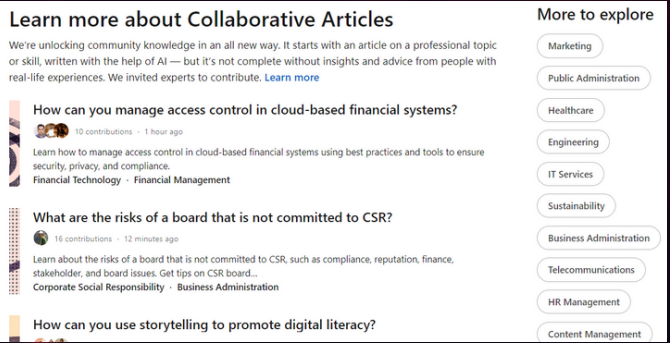 Learn more about Collaborative Articles
We're unlocking community knowledge in an all new way. It starts with an article on a professional topic
or skill, written with the help of AI — but it's not complete without insights and advice from people with
real-life experiences. We invited experts to contribute. Learn more
How can you manage access control in cloud-based financial systems?
10 contributions · 1 hour ago
Learn how to manage access control in cloud-based financial systems using best practices and tools to ensure
security, privacy, and compliance.
Financial Technology · Financial Management
What are the risks of a board that is not committed to CSR?
16 contributions · 12 minutes ago
Learn about the risks of a board that is not committed to CSR, such as compliance, reputation, finance,
stakeholder, and board issues. Get tips on CSR board...
Corporate Social Responsibility · Business Administration
How can you use storytelling to promote digital literacy?
More to explore
Marketing
Public Administration
Healthcare
Engineering
IT Services
Sustainability
Business Administration
Telecommunications
HR Management
Content Management